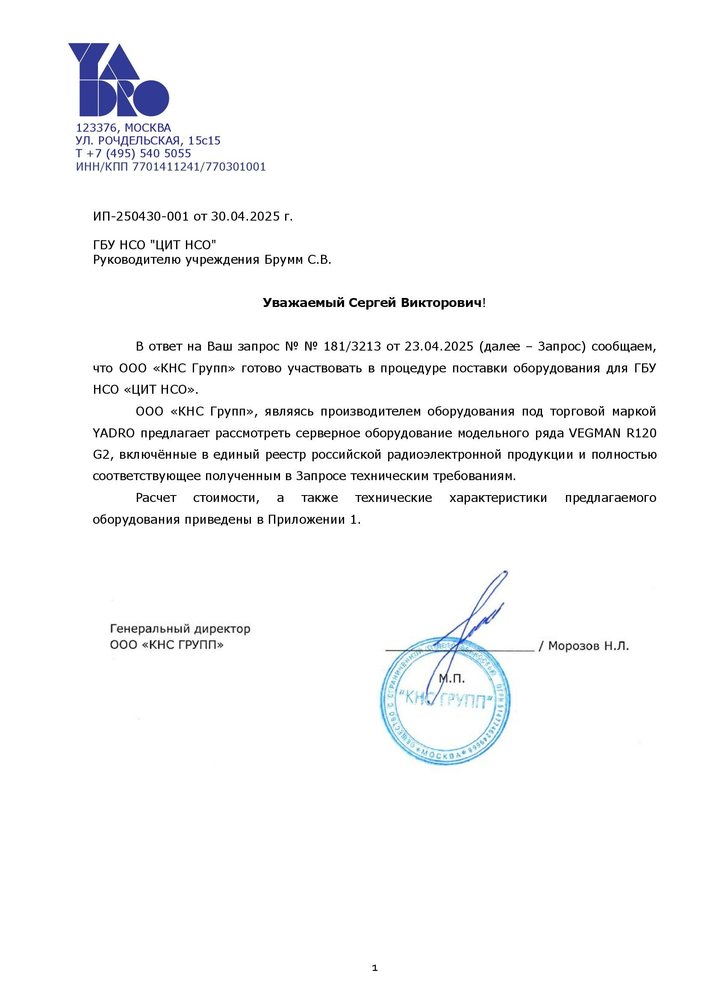 YADRO
123376, МОСКВА
УЛ. РОЧДЕЛЬСКАЯ, 15с15
Т +7 (495) 540 5055
ИНН/КПП 7701411241/770301001
ИП-250430-001 от 30.04.2025 г.
ГБУ НСО "ЦИТ НСО"
Руководителю учреждения Брумм С.В.
Уважаемый Сергей Викторович!
В ответ на Ваш запрос № № 181/3213 от 23.04.2025 (далее – Запрос) сообщаем,
что ООО «КНС Групп» готово участвовать в процедуре поставки оборудования для ГБУ
НСО «ЦИТ НСО».
ООО «КНС Групп», являясь производителем оборудования под торговой маркой
YADRO предлагает рассмотреть серверное оборудование модельного ряда VEGMAN R120
G2, включённые в единый реестр российской радиоэлектронной продукции и полностью
соответствующее полученным в Запросе техническим требованиям.
Расчет стоимости, а также технические характеристики предлагаемого
оборудования приведены в Приложении 1.
Генеральный директор
ООО «КНС ГРУПП»
/ Морозов Н.Л.
М.П.
"КНС ГРУПП"
ОБЩЕСТВО С ОГРАНИЧЕННОЙ ОТВЕТСТВЕННОСТЬЮ ОГРН 5147746249668
*МОСКВА*
1